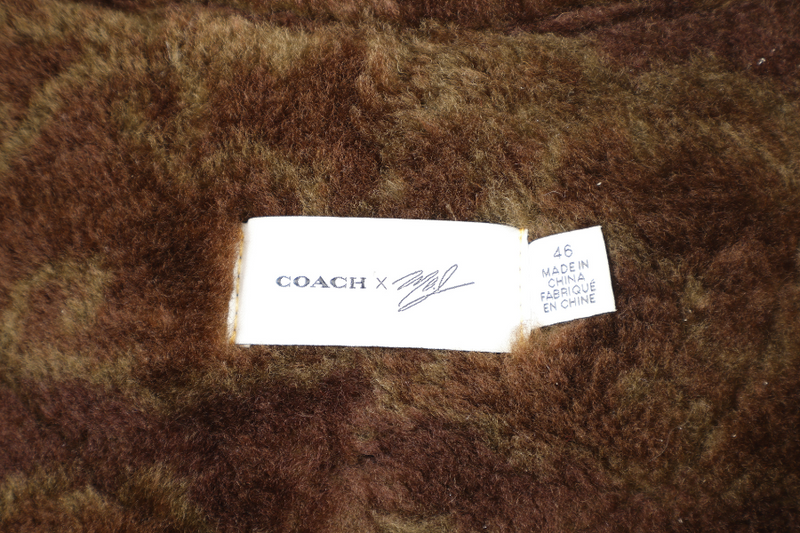 COACH X
46
MADE IN
CHINA
FABRIQUÉ
EN CHINE